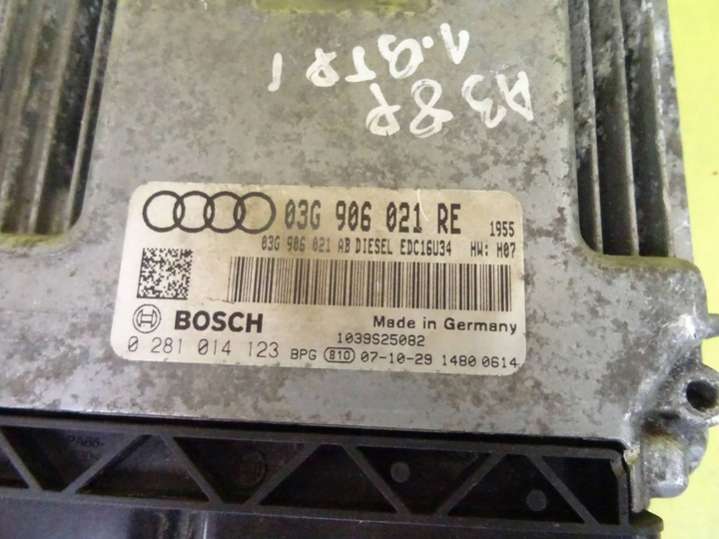 A3 8P
1.9TDI
03G 906 021 RE 1955
03G 906 021 AB DIESEL EDC16U34 HW: H07
BOSCH Made in Germany
1039S25082
0 281 014 123 BPG 810 07-10-29 1480 0614